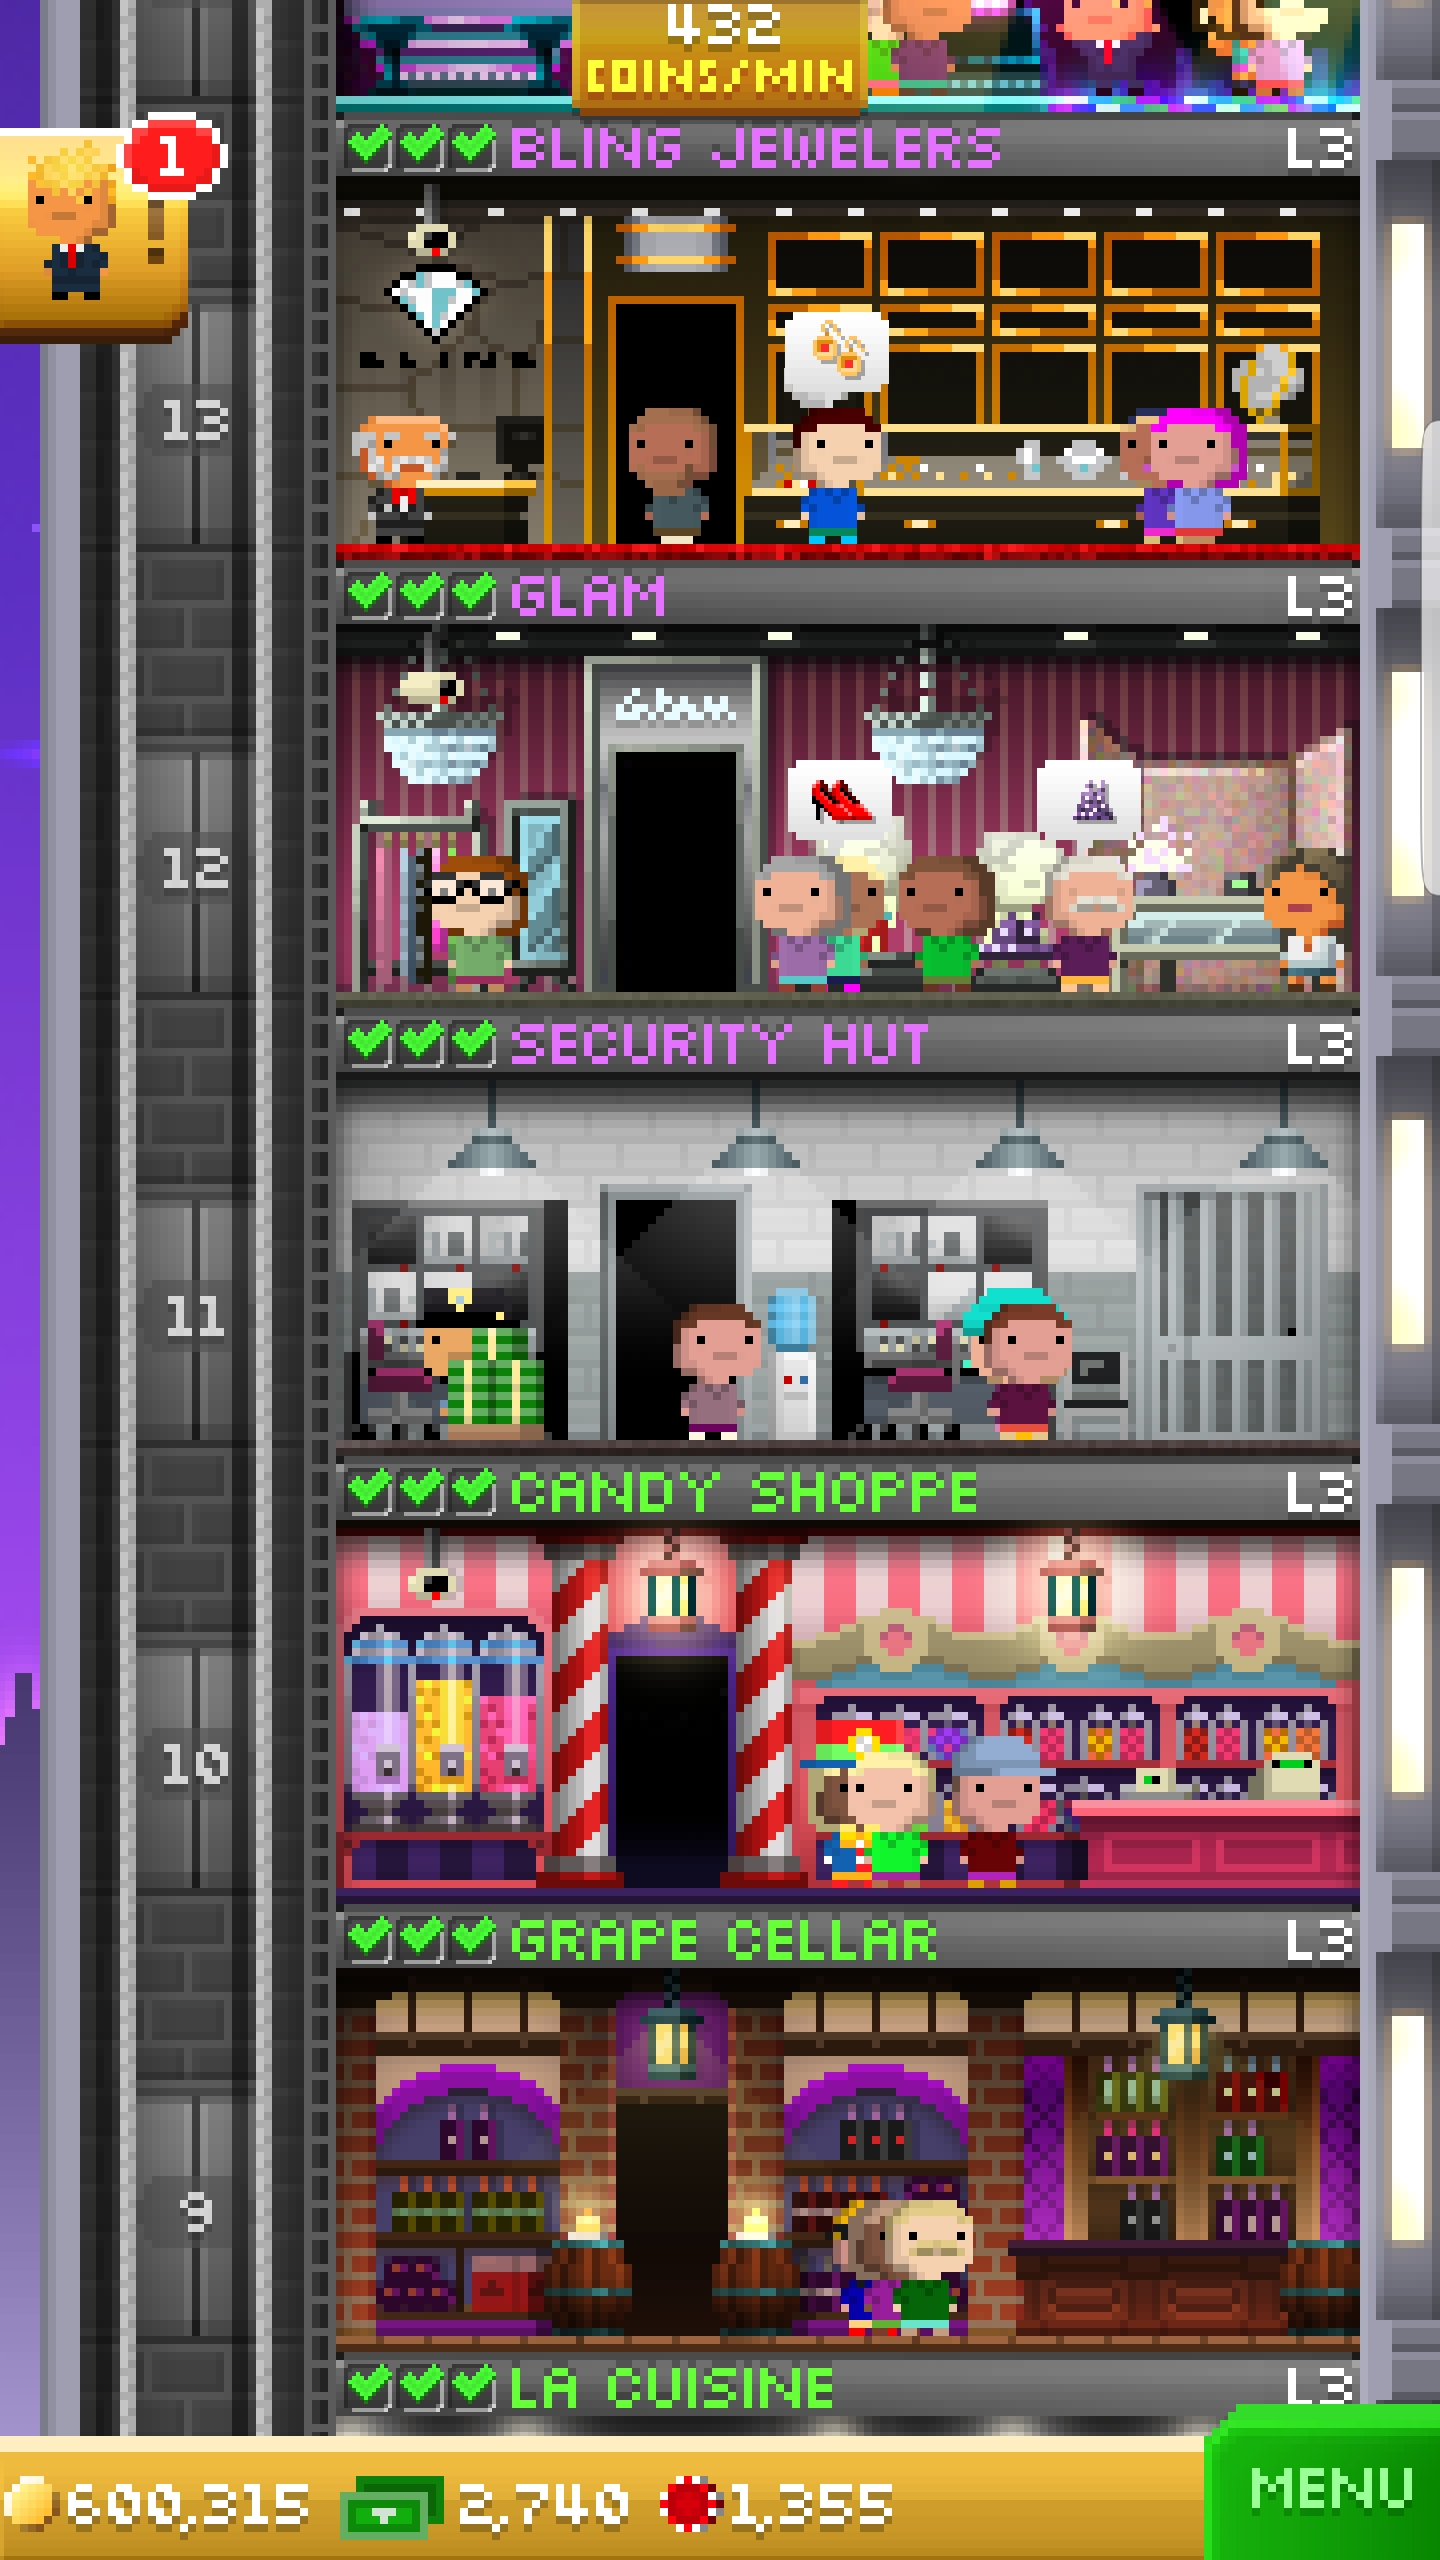 432
COINS/MIN
1
!
BLING JEWELERS L3
BLING
13
GLAM L3
Glam
12
SECURITY HUT L3
11
CANDY SHOPPE L3
10
GRAPE CELLAR L3
9
LA CUISINE L3
600,315 2,740 1,355 MENU